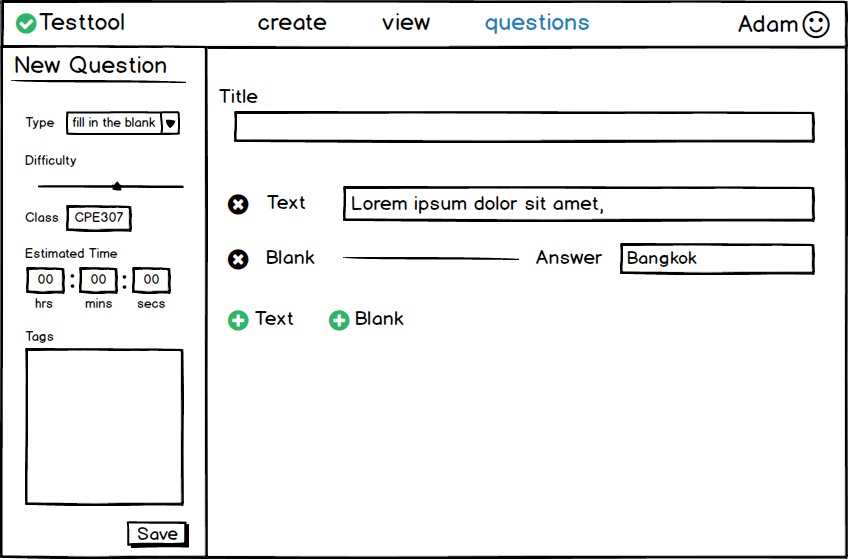 Testtool create view questions Adam
New Question
Type fill in the blank
Difficulty
Class CPE307
Estimated Time
00 : 00 : 00
hrs mins secs
Tags
Save
Title
Text Lorem ipsum dolor sit amet,
Blank Answer Bangkok
Text Blank